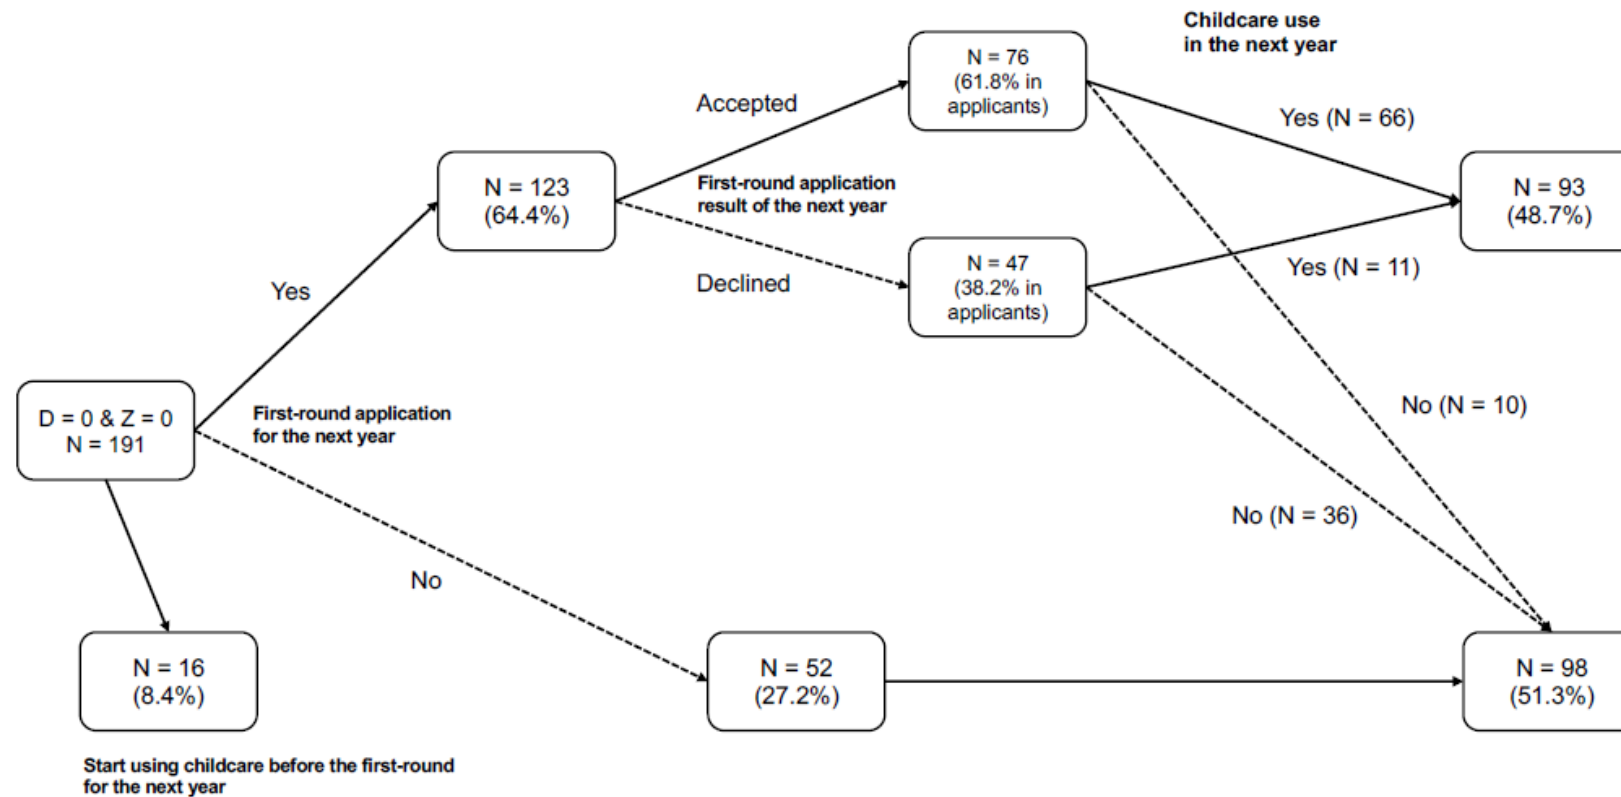 Childcare use
in the next year
N = 76
(61.8% in
applicants)
Accepted
Yes (N = 66)
N = 123
(64.4%)
First-round application
result of the next year
N = 93
(48.7%)
N = 47
(38.2% in
applicants)
Declined
Yes (N = 11)
Yes
D = 0 & Z = 0
N = 191
First-round application
for the next year
No (N = 10)
No (N = 36)
No
N = 16
(8.4%)
N = 52
(27.2%)
N = 98
(51.3%)
Start using childcare before the first-round
for the next year